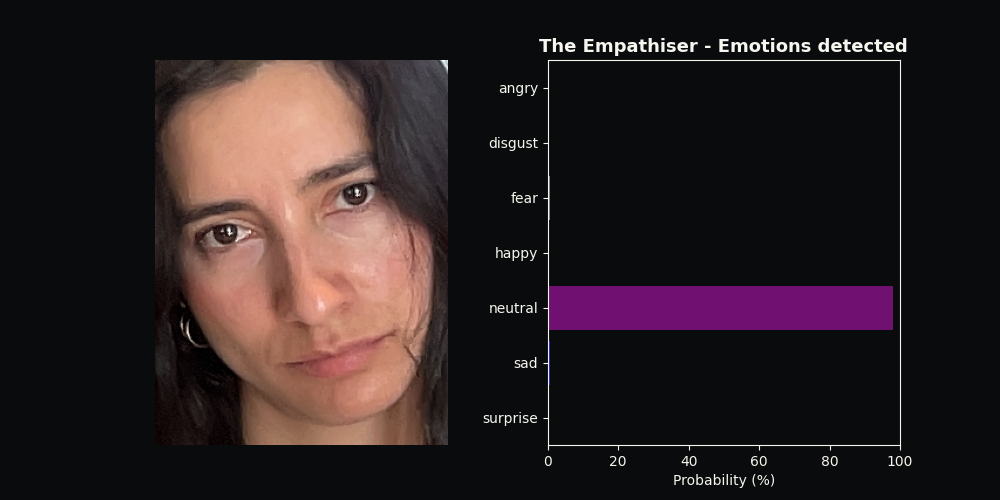 The Empathiser - Emotions detected
angry
disgust
fear
happy
neutral
sad
surprise
0 20 40 60 80 100
Probability (%)